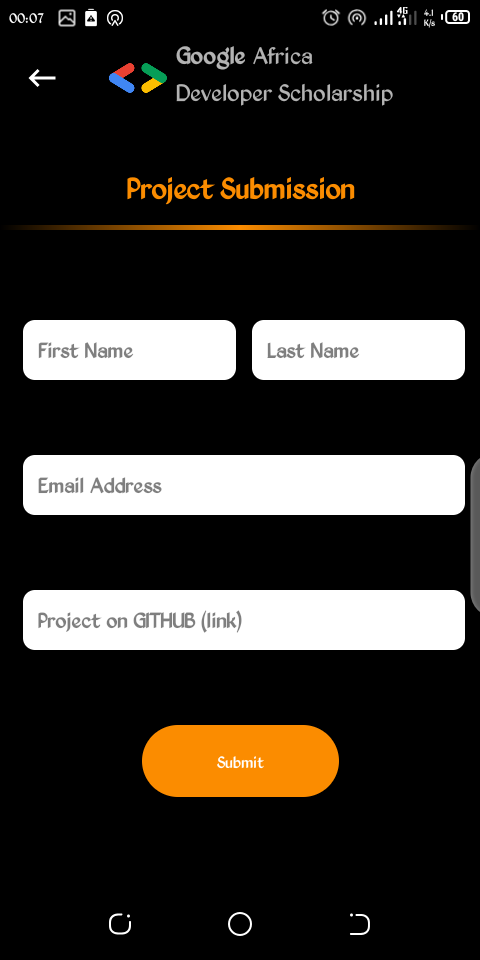 00:07
4G 4.1 K/s 60
Google Africa
Developer Scholarship
Project Submission
First Name Last Name
Email Address
Project on GITHUB (link)
Submit